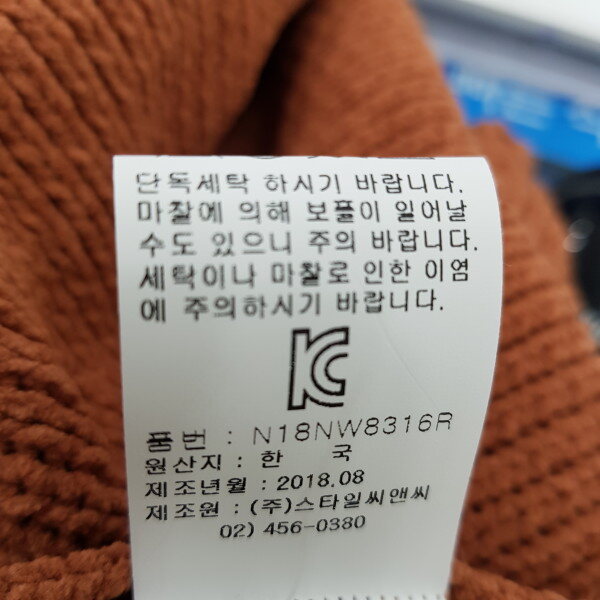 단독세탁 하시기 바랍니다.
마찰에 의해 보풀이 일어날
수도 있으니 주의 바랍니다.
세탁이나 마찰로 인한 이염
에 주의하시기 바랍니다.
KC
품번 : N18NW8316R
원산지 : 한 국
제조년월 : 2018.08
제조원 : (주)스타일씨앤씨
02) 456-0380